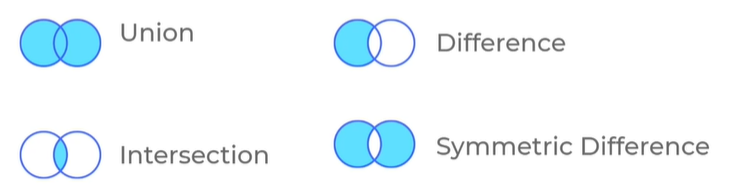 Union
Difference
Intersection
Symmetric Difference